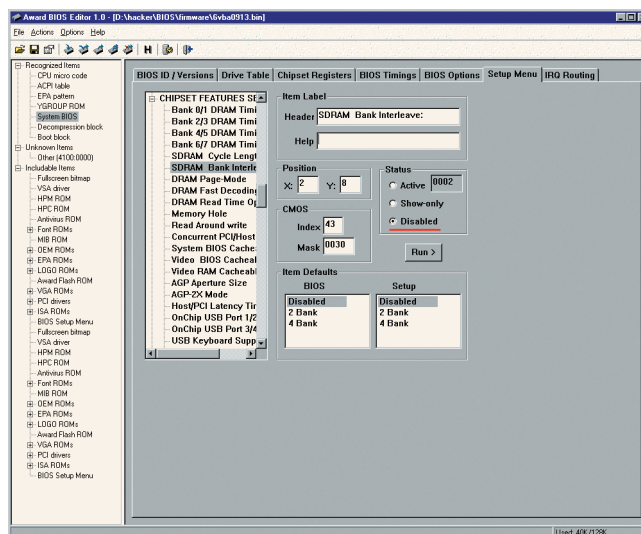 Award BIOS Editor 1.0 - [D:\hacker\BIOS\firmware\6vba0913.bin]
File Actions Options Help
Recognized Items
CPU micro code
ACPI table
EPA pattern
YGROUP ROM
System BIOS
Decompression block
Boot block
Unknown Items
Other (4100:0000)
Includable Items
Fullscreen bitmap
VSA driver
HPM ROM
HPC ROM
Antivirus ROM
Font ROMs
MIB ROM
OEM ROMs
EPA ROMs
LOGO ROMs
Award Flash ROM
VGA ROMs
PCI drivers
ISA ROMs
BIOS Setup Menu
Fullscreen bitmap
VSA driver
HPM ROM
HPC ROM
Antivirus ROM
Font ROMs
MIB ROM
OEM ROMs
EPA ROMs
LOGO ROMs
Award Flash ROM
VGA ROMs
PCI drivers
ISA ROMs
BIOS Setup Menu
BIOS ID / Versions Drive Table Chipset Registers BIOS Timings BIOS Options Setup Menu IRQ Routing
CHIPSET FEATURES SE
Bank 0/1 DRAM Timi
Bank 2/3 DRAM Timi
Bank 4/5 DRAM Timi
Bank 6/7 DRAM Timi
SDRAM Cycle Lengt
SDRAM Bank Interle
DRAM Page-Mode
DRAM Fast Decoding
DRAM Read Time Op
Memory Hole
Read Around write
Concurrent PCI/Host
System BIOS Cachea
Video BIOS Cacheal
Video RAM Cacheabl
AGP Aperture Size
AGP-2X Mode
Host/PCI Latency Tir
OnChip USB Port 1/2
OnChip USB Port 3/4
USB Keyboard Supp
Item Label
Header SDRAM Bank Interleave:
Help
Position
X: 2 Y: 8
CMOS
Index 43
Mask 0030
Status
Active 0002
Show-only
Disabled
Run >
Item Defaults
BIOS Setup
Disabled Disabled
2 Bank 2 Bank
4 Bank 4 Bank
Used: 40K/128K